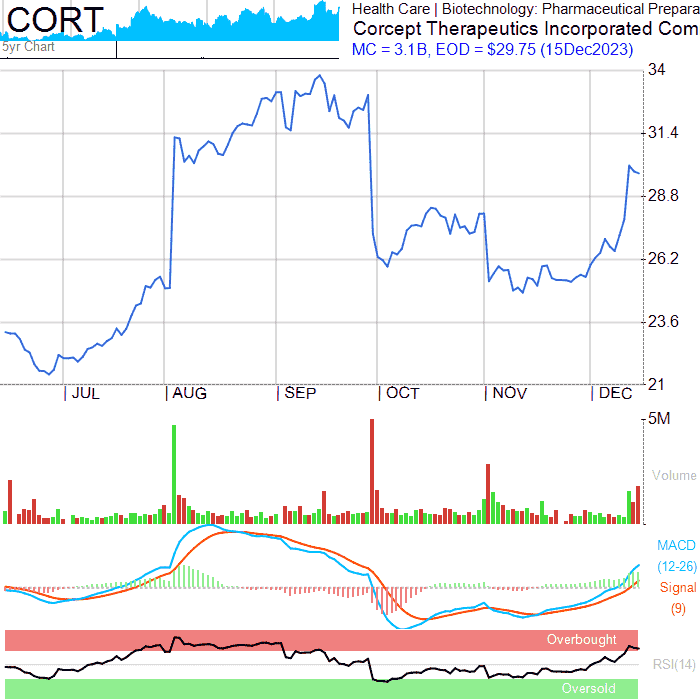 CORT
5yr Chart
Health Care | Biotechnology: Pharmaceutical Prepara
Corcept Therapeutics Incorporated Com
MC = 3.1B, EOD = $29.75 (15Dec2023)
34
31.4
28.8
26.2
23.6
21
JUL AUG SEP OCT NOV DEC
5M
Volume
MACD
(12-26)
Signal
(9)
Overbought
RSI(14)
Oversold